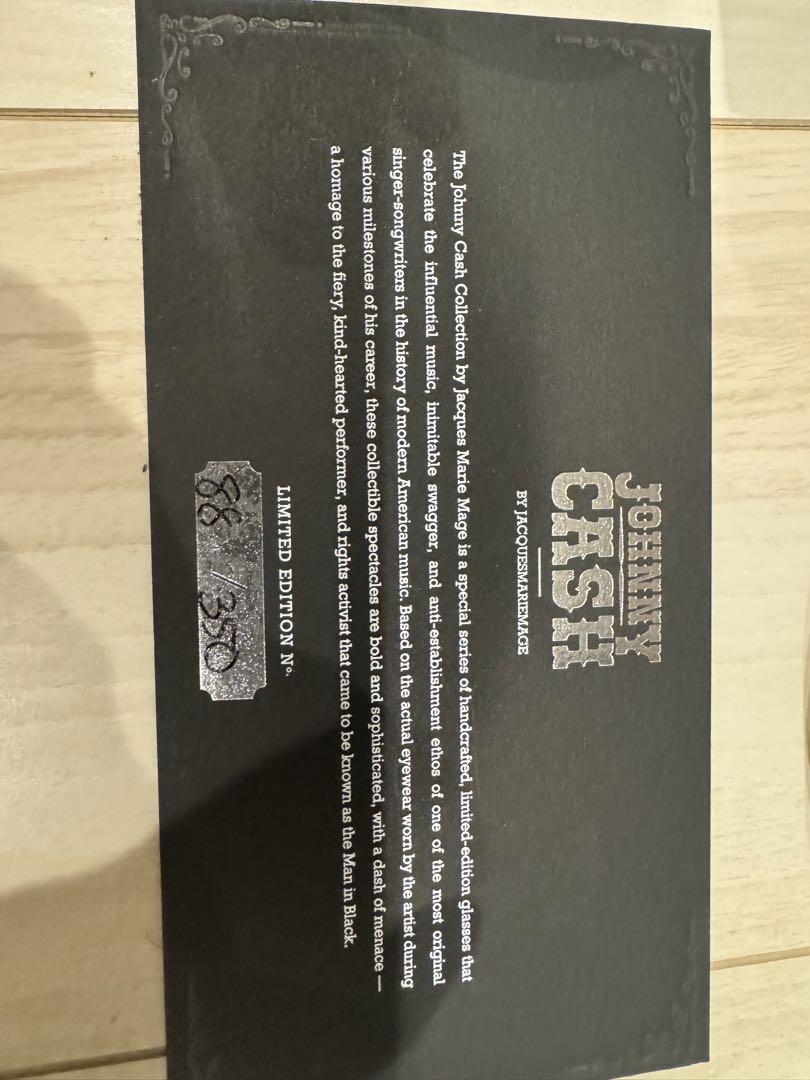 JOHNNY
CASH
BY JACQUESMARIEMAGE
The Johnny Cash Collection by Jacques Marie Mage is a special series of handcrafted, limited-edition glasses that
celebrate the influential music, inimitable swagger, and anti-establishment ethos of one of the most original
singer-songwriters in the history of modern American music. Based on the actual eyewear worn by the artist during
various milestones of his career, these collectible spectacles are bold and sophisticated, with a dash of menace —
a homage to the fiery, kind-hearted performer, and rights activist that came to be known as the Man in Black.
LIMITED EDITION Nº.
88 / 350